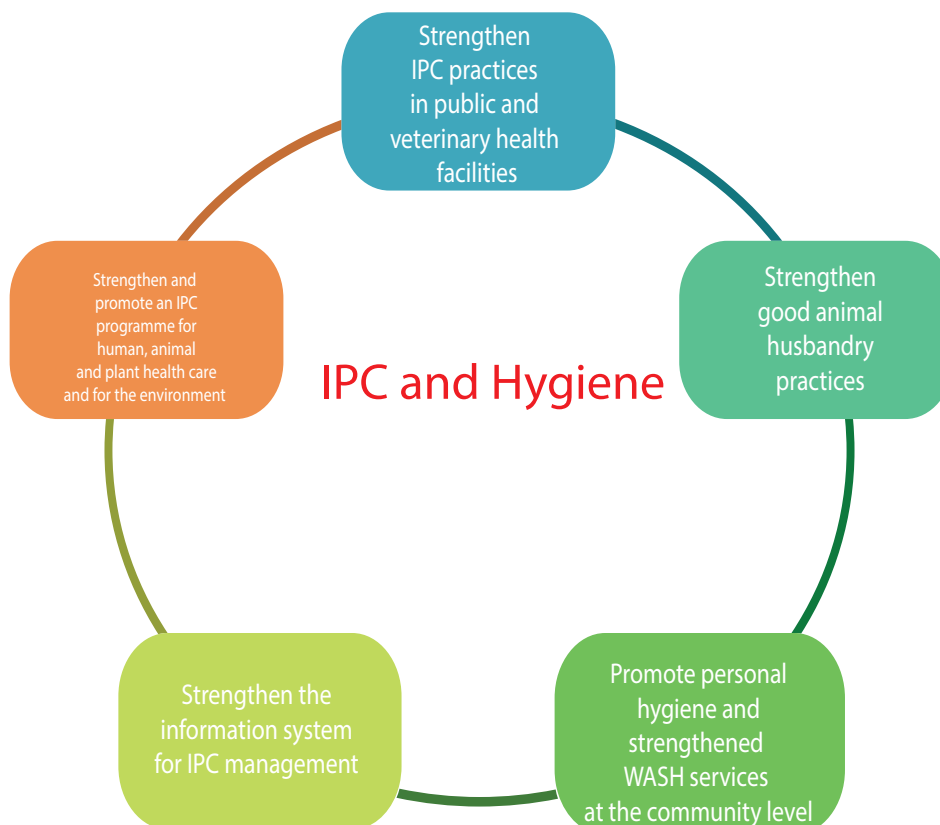 Strengthen
IPC practices
in public and
veterinary health
facilities
Strengthen
good animal
husbandry
practices
Promote personal
hygiene and
strengthened
WASH services
at the community level
Strengthen the
information system
for IPC management
Strengthen and
promote an IPC
programme for
human, animal
and plant health care
and for the environment
IPC and Hygiene